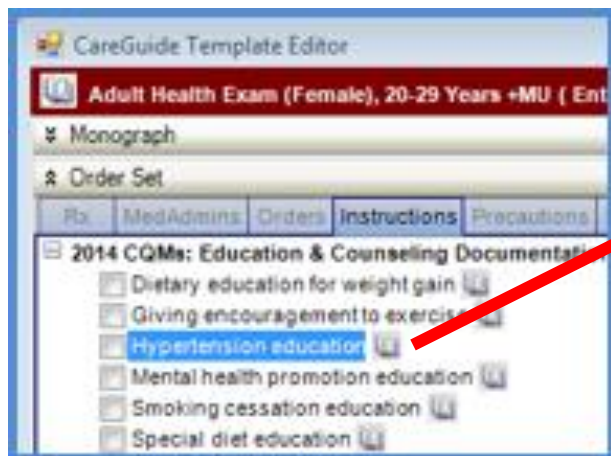 CareGuide Template Editor
Adult Health Exam (Female), 20-29 Years +MU ( Ent
Monograph
Order Set
Rx MedAdmins Orders Instructions Precautions
2014 CQMs: Education & Counseling Documentation
Dietary education for weight gain
Giving encouragement to exercise
Hypertension education
Mental health promotion education
Smoking cessation education
Special diet education